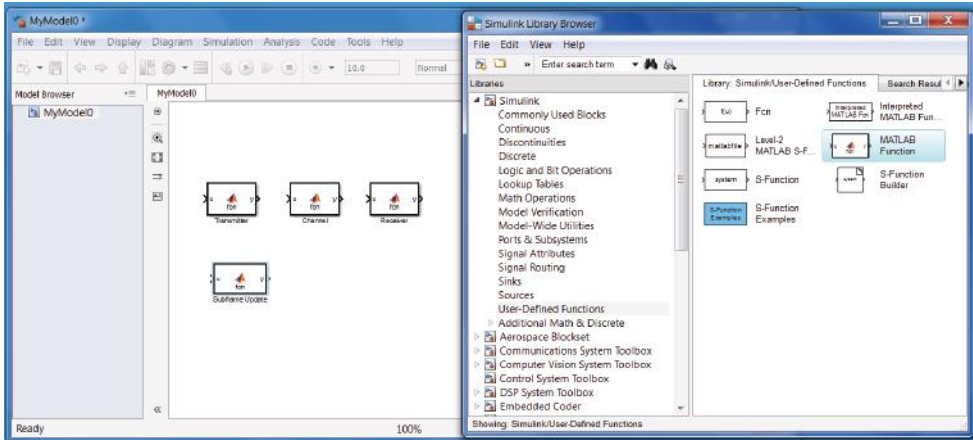 MyModel0 *
File Edit View Display Diagram Simulation Analysis Code Tools Help
10.0 Normal
Model Browser
MyModel0
MyModel0
u fcn y
Transmitter
u fcn y
Channel
u fcn y
Receiver
u fcn y
Subframe Update
Ready
100%
Simulink Library Browser
File Edit View Help
» Enter search term
Libraries
Simulink
Commonly Used Blocks
Continuous
Discontinuities
Discrete
Logic and Bit Operations
Lookup Tables
Math Operations
Model Verification
Model-Wide Utilities
Ports & Subsystems
Signal Attributes
Signal Routing
Sinks
Sources
User-Defined Functions
Additional Math & Discrete
Aerospace Blockset
Communications System Toolbox
Computer Vision System Toolbox
Control System Toolbox
DSP System Toolbox
Embedded Coder
Library: Simulink/User-Defined Functions
Search Resul
f(u)
Fcn
Interpreted
MATLAB Fcn
Interpreted
MATLAB Fun...
matlabfile
Level-2
MATLAB S-F...
MATLAB
Function
system
S-Function
system
S-Function
Builder
S-Function
Examples
S-Function
Examples
Showing: Simulink/User-Defined Functions